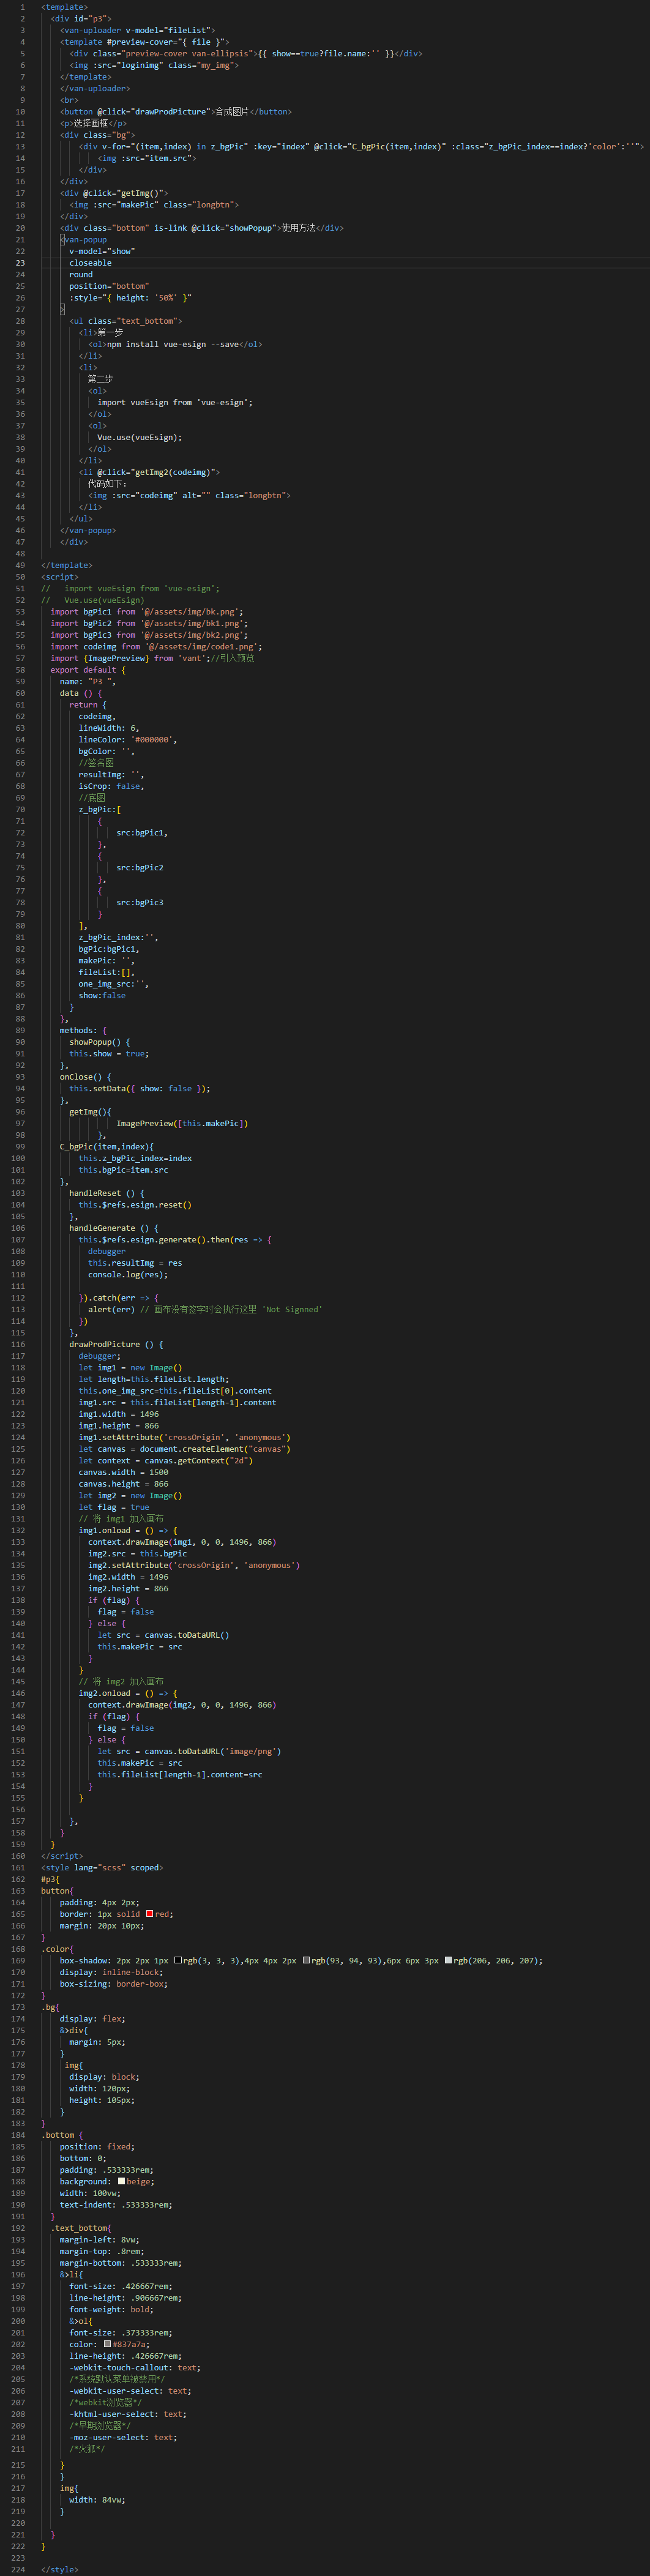 1 <template>
2 <div id="p3">
3 <van-uploader v-model="fileList">
4 <template #preview-cover="{ file }">
5 <div class="preview-cover van-ellipsis">{{ show==true?file.name:'' }}</div>
6 <img :src="loginimg" class="my_img">
7 </template>
8 </van-uploader>
9 <br>
10 <button @click="drawProdPicture">合成图片</button>
11 <p>选择画框</p>
12 <div class="bg">
13 <div v-for="(item,index) in z_bgPic" :key="index" @click="C_bgPic(item,index)" :class="z_bgPic_index==index?'color':''">
14 <img :src="item.src">
15 </div>
16 </div>
17 <div @click="getImg()">
18 <img :src="makePic" class="longbtn">
19 </div>
20 <div class="bottom" is-link @click="showPopup">使用方法</div>
21 <van-popup
22 v-model="show"
23 closeable
24 round
25 position="bottom"
26 :style="{ height: '50%' }"
27 >
28 <ul class="text_bottom">
29 <li>第一步
30 <ol>npm install vue-esign --save</ol>
31 </li>
32 <li>
33 第二步
34 <ol>
35 import vueEsign from 'vue-esign';
36 </ol>
37 <ol>
38 Vue.use(vueEsign);
39 </ol>
40 </li>
41 <li @click="getImg2(codeimg)">
42 代码如下：
43 <img :src="codeimg" alt="" class="longbtn">
44 </li>
45 </ul>
46 </van-popup>
47 </div>
48
49 </template>
50 <script>
51 // import vueEsign from 'vue-esign';
52 // Vue.use(vueEsign)
53 import bgPic1 from '@/assets/img/bk.png';
54 import bgPic2 from '@/assets/img/bk1.png';
55 import bgPic3 from '@/assets/img/bk2.png';
56 import codeimg from '@/assets/img/code1.png';
57 import {ImagePreview} from 'vant';//引入预览
58 export default {
59 name: "P3 ",
60 data () {
61 return {
62 codeimg,
63 lineWidth: 6,
64 lineColor: '#000000',
65 bgColor: '',
66 //签名图
67 resultImg: '',
68 isCrop: false,
69 //底图
70 z_bgPic:[
71 {
72 src:bgPic1,
73 },
74 {
75 src:bgPic2
76 },
77 {
78 src:bgPic3
79 }
80 ],
81 z_bgPic_index:'',
82 bgPic:bgPic1,
83 makePic: '',
84 fileList:[],
85 one_img_src:'',
86 show:false
87 }
88 },
89 methods: {
90 showPopup() {
91 this.show = true;
92 },
93 onClose() {
94 this.setData({ show: false });
95 },
96 getImg(){
97 ImagePreview([this.makePic])
98 },
99 C_bgPic(item,index){
100 this.z_bgPic_index=index
101 this.bgPic=item.src
102 },
103 handleReset () {
104 this.$refs.esign.reset()
105 },
106 handleGenerate () {
107 this.$refs.esign.generate().then(res => {
108 debugger
109 this.resultImg = res
110 console.log(res);
111
112 }).catch(err => {
113 alert(err) // 画布没有签字时会执行这里 'Not Signned'
114 })
115 },
116 drawProdPicture () {
117 debugger;
118 let img1 = new Image()
119 let length=this.fileList.length;
120 this.one_img_src=this.fileList[0].content
121 img1.src = this.fileList[length-1].content
122 img1.width = 1496
123 img1.height = 866
124 img1.setAttribute('crossOrigin', 'anonymous')
125 let canvas = document.createElement("canvas")
126 let context = canvas.getContext("2d")
127 canvas.width = 1500
128 canvas.height = 866
129 let img2 = new Image()
130 let flag = true
131 // 将 img1 加入画布
132 img1.onload = () => {
133 context.drawImage(img1, 0, 0, 1496, 866)
134 img2.src = this.bgPic
135 img2.setAttribute('crossOrigin', 'anonymous')
136 img2.width = 1496
137 img2.height = 866
138 if (flag) {
139 flag = false
140 } else {
141 let src = canvas.toDataURL()
142 this.makePic = src
143 }
144 }
145 // 将 img2 加入画布
146 img2.onload = () => {
147 context.drawImage(img2, 0, 0, 1496, 866)
148 if (flag) {
149 flag = false
150 } else {
151 let src = canvas.toDataURL('image/png')
152 this.makePic = src
153 this.fileList[length-1].content=src
154 }
155 }
156
157 },
158 }
159 }
160 </script>
161 <style lang="scss" scoped>
162 #p3{
163 button{
164 padding: 4px 2px;
165 border: 1px solid red;
166 margin: 20px 10px;
167 }
168 .color{
169 box-shadow: 2px 2px 1px rgb(3, 3, 3),4px 4px 2px rgb(93, 94, 93),6px 6px 3px rgb(206, 206, 207);
170 display: inline-block;
171 box-sizing: border-box;
172 }
173 .bg{
174 display: flex;
175 &>div{
176 margin: 5px;
177 }
178 img{
179 display: block;
180 width: 120px;
181 height: 105px;
182 }
183 }
184 .bottom {
185 position: fixed;
186 bottom: 0;
187 padding: .533333rem;
188 background: beige;
189 width: 100vw;
190 text-indent: .533333rem;
191 }
192 .text_bottom{
193 margin-left: 8vw;
194 margin-top: .8rem;
195 margin-bottom: .533333rem;
196 &>li{
197 font-size: .426667rem;
198 line-height: .906667rem;
199 font-weight: bold;
200 &>ol{
201 font-size: .373333rem;
202 color: #837a7a;
203 line-height: .426667rem;
204 -webkit-touch-callout: text;
205 /*系统默认菜单被禁用*/
206 -webkit-user-select: text;
207 /*webkit浏览器*/
208 -khtml-user-select: text;
209 /*早期浏览器*/
210 -moz-user-select: text;
211 /*火狐*/
215 }
216 }
217 img{
218 width: 84vw;
219 }
220
221 }
222 }
223
224 </style>